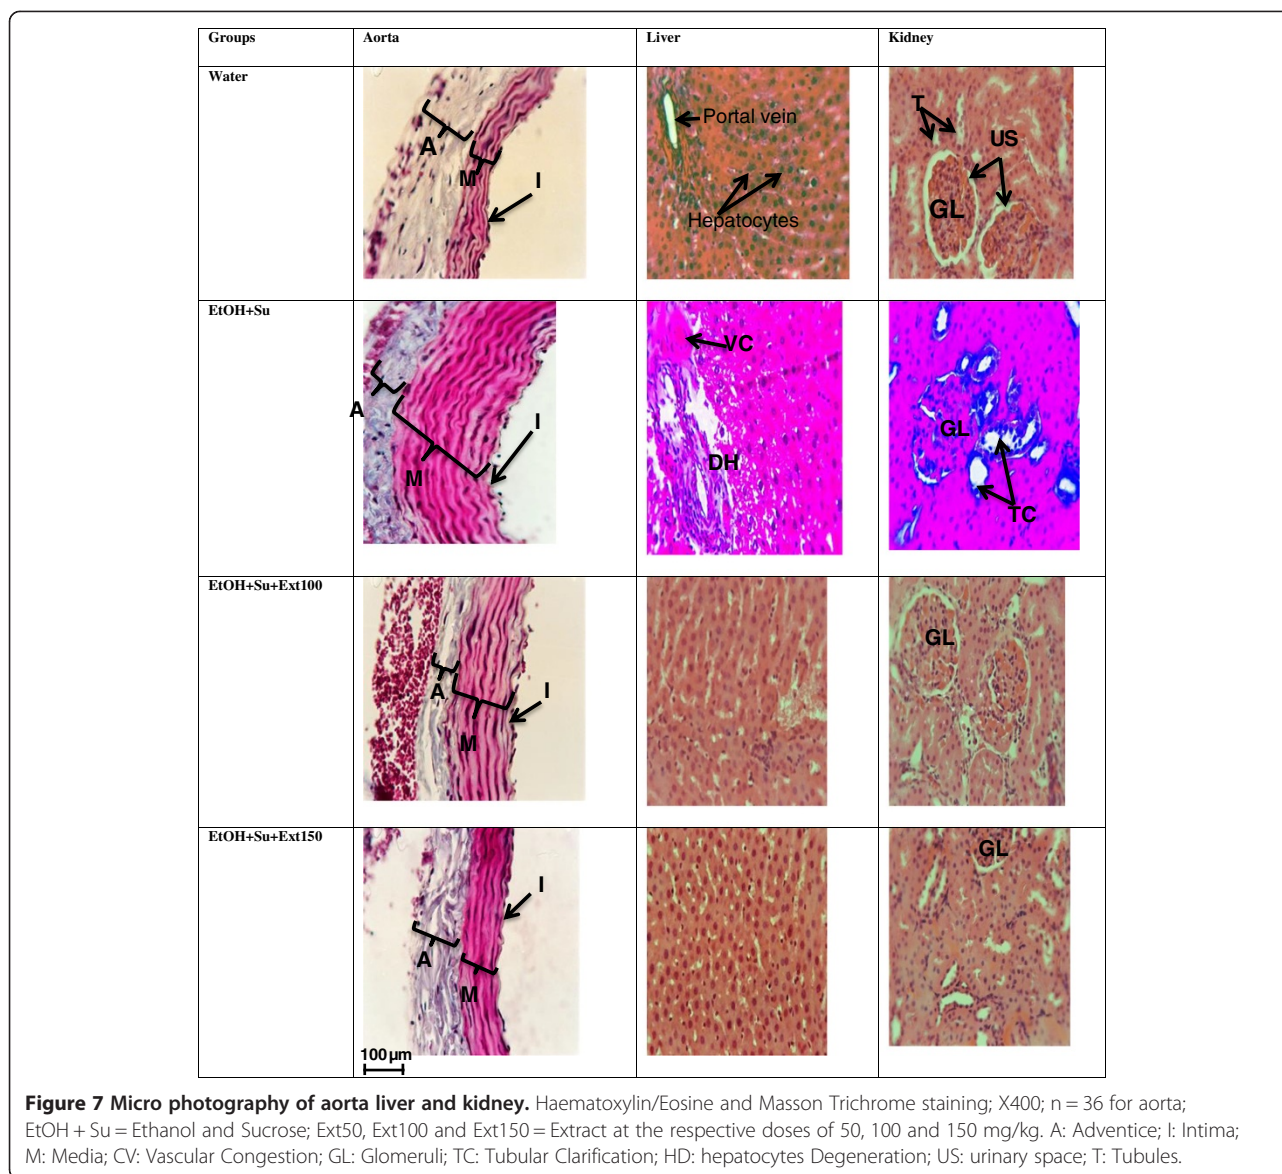 Groups Aorta Liver Kidney
Water
A
M
I
Portal vein
Hepatocytes
T
US
GL
EtOH+Su
A
M
I
VC
DH
GL
TC
EtOH+Su+Ext100
A
M
I
GL
EtOH+Su+Ext150
A
M
I
GL
100 µm
Figure 7 Micro photography of aorta liver and kidney. Haematoxylin/Eosine and Masson Trichrome staining; X400; n = 36 for aorta;
EtOH + Su = Ethanol and Sucrose; Ext50, Ext100 and Ext150 = Extract at the respective doses of 50, 100 and 150 mg/kg. A: Adventice; I: Intima;
M: Media; CV: Vascular Congestion; GL: Glomeruli; TC: Tubular Clarification; HD: hepatocytes Degeneration; US: urinary space; T: Tubules.